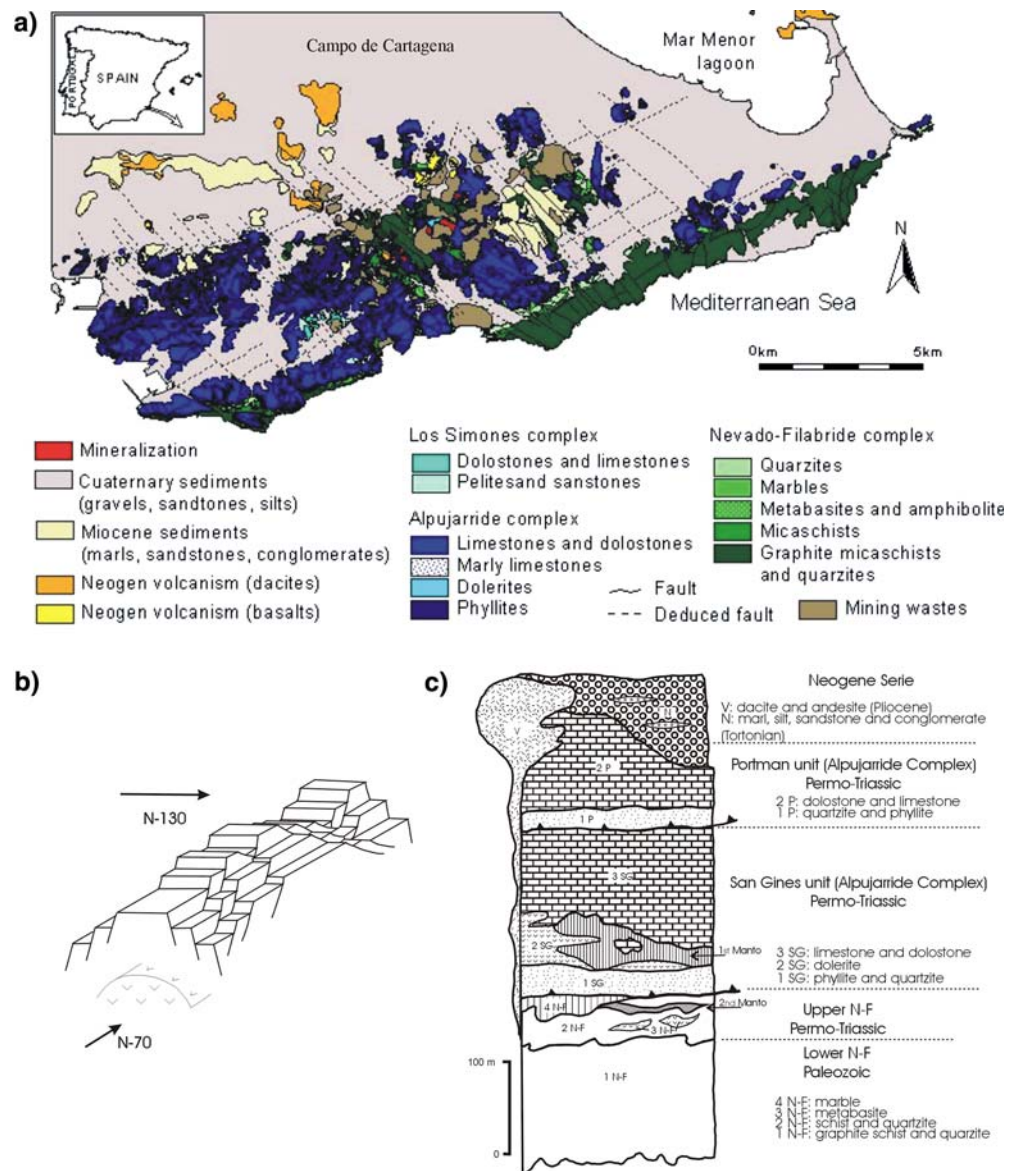 a)
Campo de Cartagena
Mar Menor
lagoon
PORTUGAL
SPAIN
N
Mediterranean Sea
0km 5km
Mineralization
Cuaternary sediments
(gravels, sandtones, silts)
Miocene sediments
(marls, sandstones, conglomerates)
Neogen volcanism (dacites)
Neogen volcanism (basalts)
Los Simones complex
Dolostones and limestones
Pelitesand sanstones
Alpujarride complex
Limestones and dolostones
Marly limestones
Dolerites
Phyllites
Fault
Deduced fault
Nevado-Filabride complex
Quarzites
Marbles
Metabasites and amphibolite
Micaschists
Graphite micaschists
and quarzites
Mining wastes
b)
N-130
N-70
c)
V
N
2 P
1 P
3 SG
2 SG
1 SG
4 N-F
2 N-F
3 N-F
1 N-F
1st Manto
2nd Manto
100 m
0
Neogene Serie
V: dacite and andesite (Pliocene)
N: marl, silt, sandstone and conglomerate
(Tortonian)
Portman unit (Alpujarride Complex)
Permo-Triassic
2 P: dolostone and limestone
1 P: quartzite and phyllite
San Gines unit (Alpujarride Complex)
Permo-Triassic
3 SG: limestone and dolostone
2 SG: dolerite
1 SG: phyllite and quartzite
Upper N-F
Permo-Triassic
Lower N-F
Paleozoic
4 N-F: marble
3 N-F: metabasite
2 N-F: schist and quartzite
1 N-F: graphite schist and quarzite